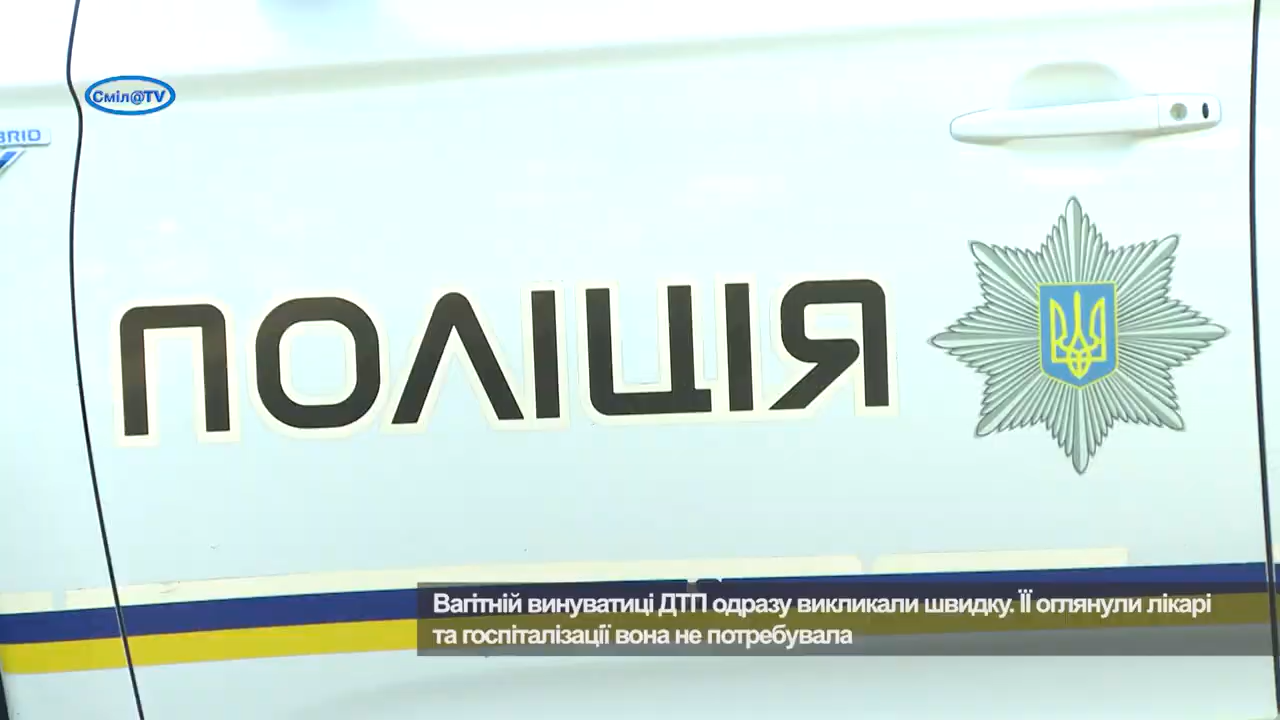 Сміл@TV
BRID
ПОЛІЦІЯ
Вагітній винуватиці ДТП одразу викликали швидку. Її оглянули лікарі
та госпіталізації вона не потребувала